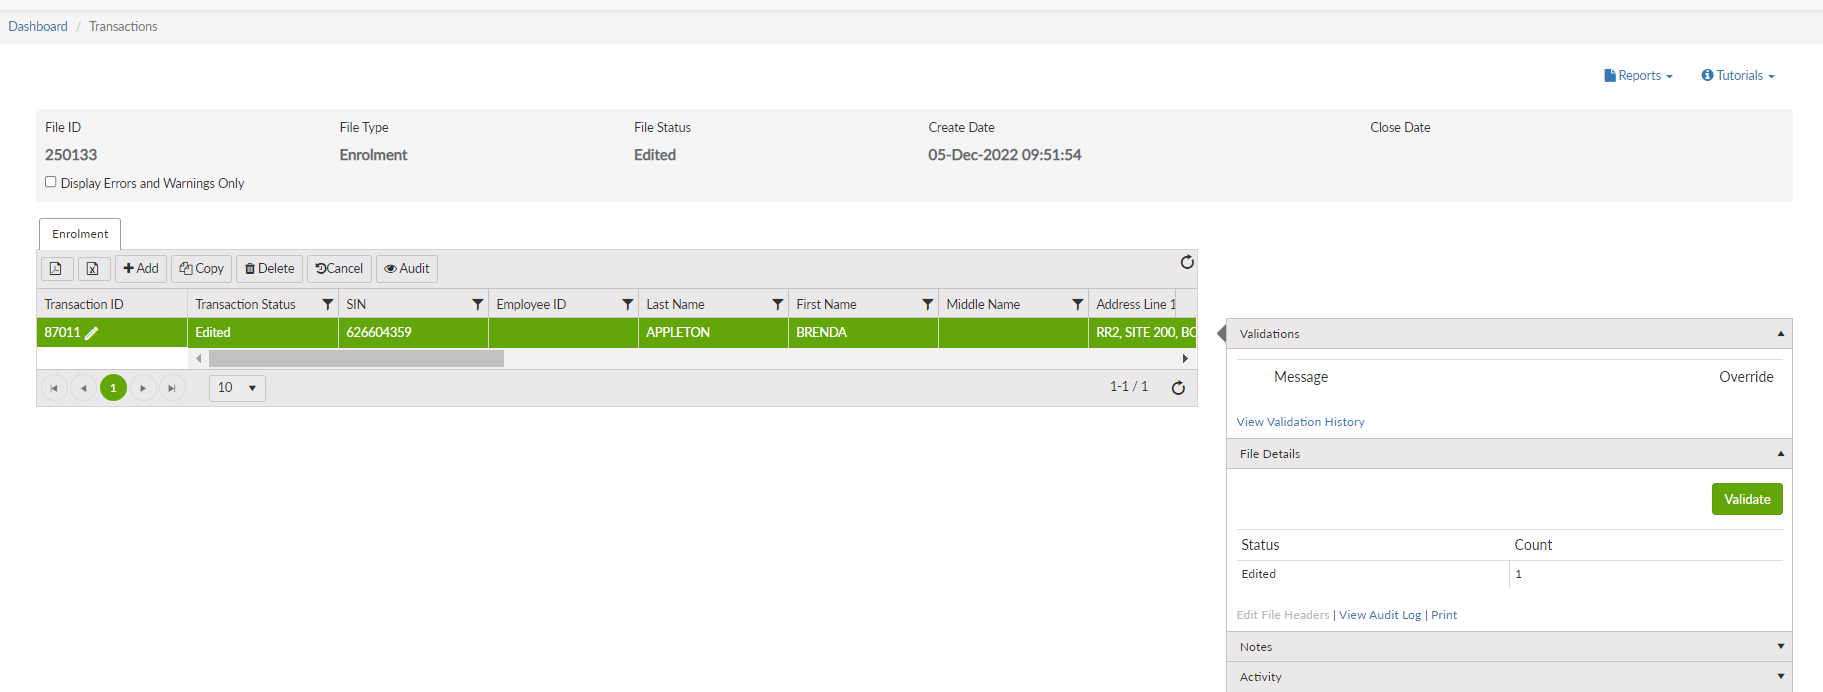 Dashboard / Transactions
Reports Tutorials
File ID File Type File Status Create Date Close Date
250133 Enrolment Edited 05-Dec-2022 09:51:54
Display Errors and Warnings Only
Enrolment
Add Copy Delete Cancel Audit
Transaction ID Transaction Status SIN Employee ID Last Name First Name Middle Name Address Line 1
87011 Edited 626604359 APPLETON BRENDA RR2, SITE 200, BO
1 10 1-1 / 1
Validations
Message Override
View Validation History
File Details
Validate
Status Count
Edited 1
Edit File Headers | View Audit Log | Print
Notes
Activity